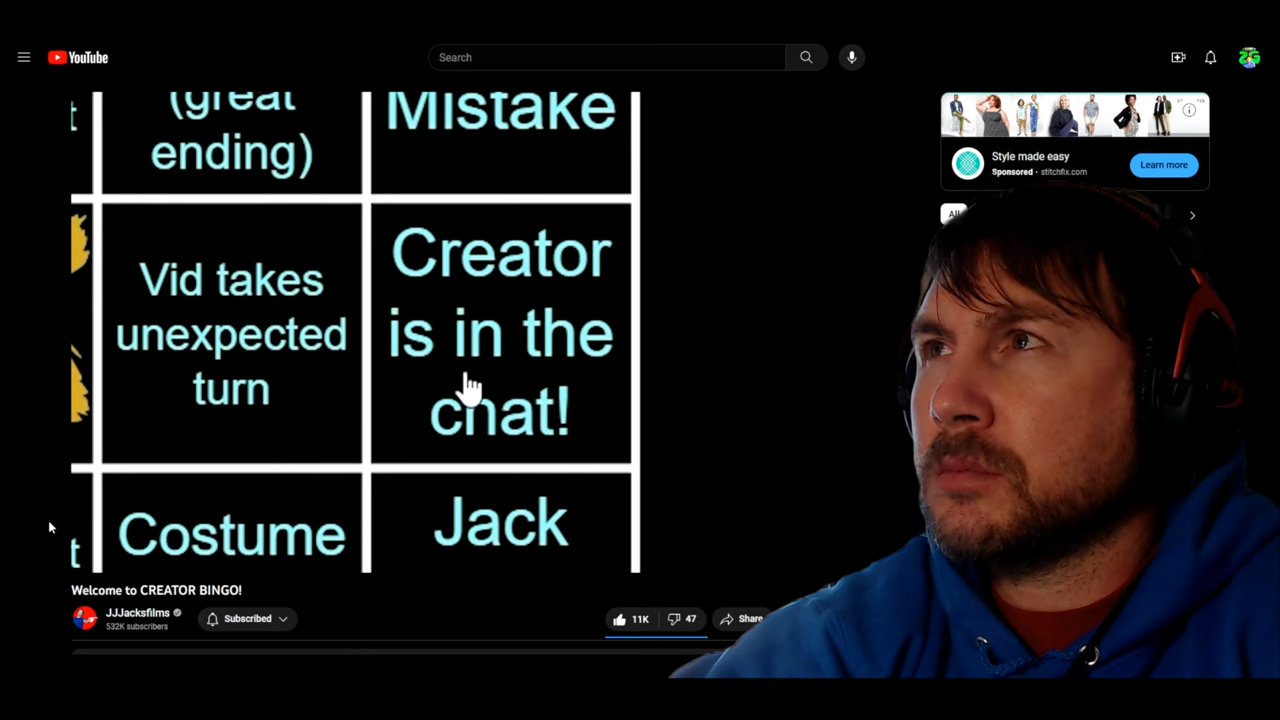 YouTube
Search
(great
ending)
Mistake
Vid takes
unexpected
turn
Creator
is in the
chat!
Costume
Jack
t
t
Style made easy
Sponsored · stitchfix.com
Learn more
All
Welcome to CREATOR BINGO!
JJJacksfilms
532K subscribers
Subscribed
11K
47
Share